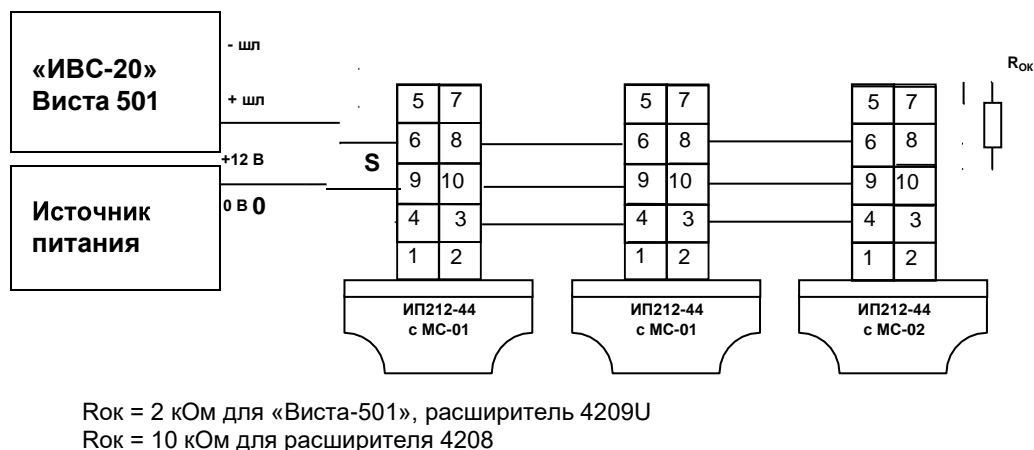 «ИВС-20»
Виста 501
- шл
+ шл
+12 В
0 В 0
Источник
питания
S
5 7
6 8
9 10
4 3
1 2
ИП212-44
с МС-01
5 7
6 8
9 10
4 3
1 2
ИП212-44
с МС-01
5 7
6 8
9 10
4 3
1 2
ИП212-44
с МС-02
Rок
Rок = 2 кОм для «Виста-501», расширитель 4209U
Rок = 10 кОм для расширителя 4208